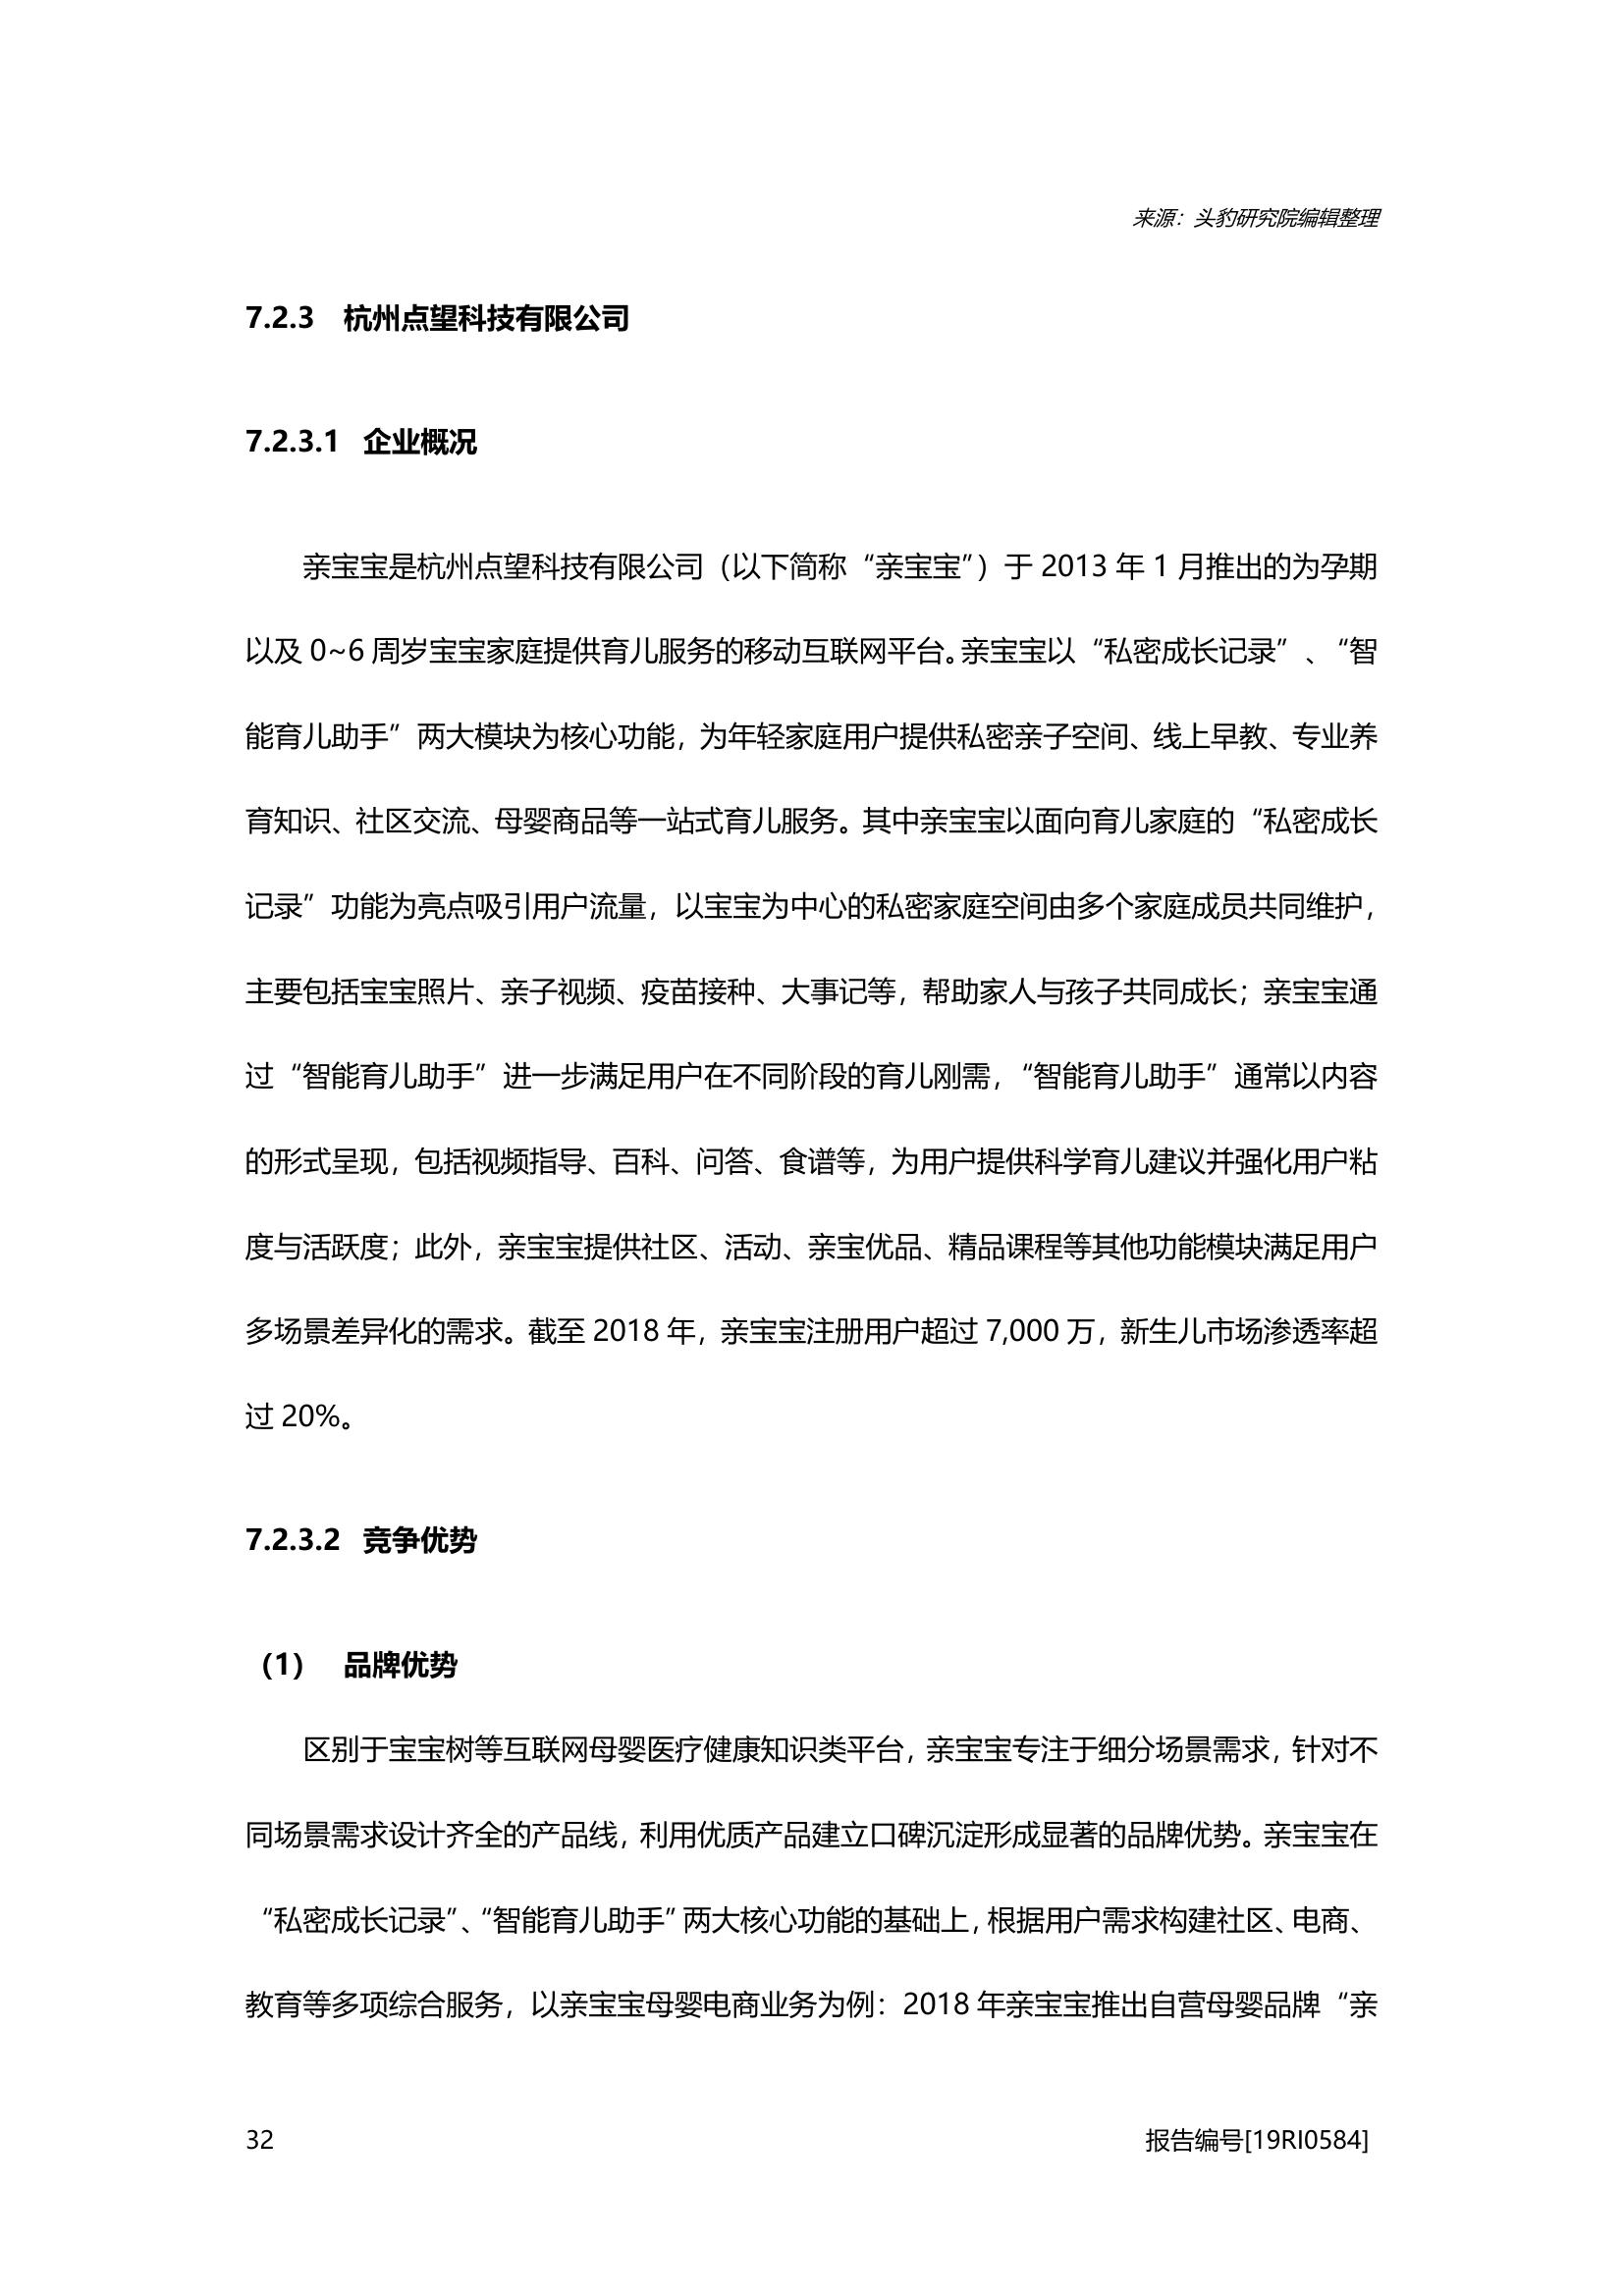 来源：头豹研究院编辑整理
7.2.3 杭州点望科技有限公司
7.2.3.1 企业概况
亲宝宝是杭州点望科技有限公司（以下简称“亲宝宝”）于 2013 年 1 月推出的为孕期
以及 0~6 周岁宝宝家庭提供育儿服务的移动互联网平台。亲宝宝以“私密成长记录”、“智
能育儿助手”两大模块为核心功能，为年轻家庭用户提供私密亲子空间、线上早教、专业养
育知识、社区交流、母婴商品等一站式育儿服务。其中亲宝宝以面向育儿家庭的“私密成长
记录”功能为亮点吸引用户流量，以宝宝为中心的私密家庭空间由多个家庭成员共同维护，
主要包括宝宝照片、亲子视频、疫苗接种、大事记等，帮助家人与孩子共同成长；亲宝宝通
过“智能育儿助手”进一步满足用户在不同阶段的育儿刚需，“智能育儿助手”通常以内容
的形式呈现，包括视频指导、百科、问答、食谱等，为用户提供科学育儿建议并强化用户粘
度与活跃度；此外，亲宝宝提供社区、活动、亲宝优品、精品课程等其他功能模块满足用户
多场景差异化的需求。截至 2018 年，亲宝宝注册用户超过 7,000 万，新生儿市场渗透率超
过 20%。
7.2.3.2 竞争优势
（1） 品牌优势
区别于宝宝树等互联网母婴医疗健康知识类平台，亲宝宝专注于细分场景需求，针对不
同场景需求设计齐全的产品线，利用优质产品建立口碑沉淀形成显著的品牌优势。亲宝宝在
“私密成长记录”、“智能育儿助手”两大核心功能的基础上，根据用户需求构建社区、电商、
教育等多项综合服务，以亲宝宝母婴电商业务为例：2018 年亲宝宝推出自营母婴品牌“亲
32 报告编号[19RI0584]